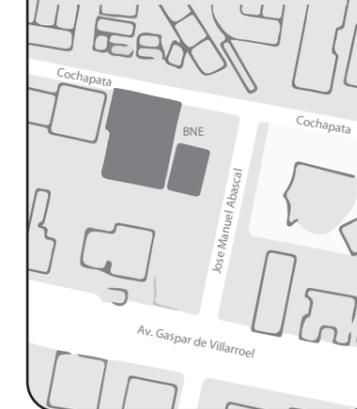 Cochapata
Cochapata
BNE
Jose Manuel Abascal
Av. Gaspar de Villarroel